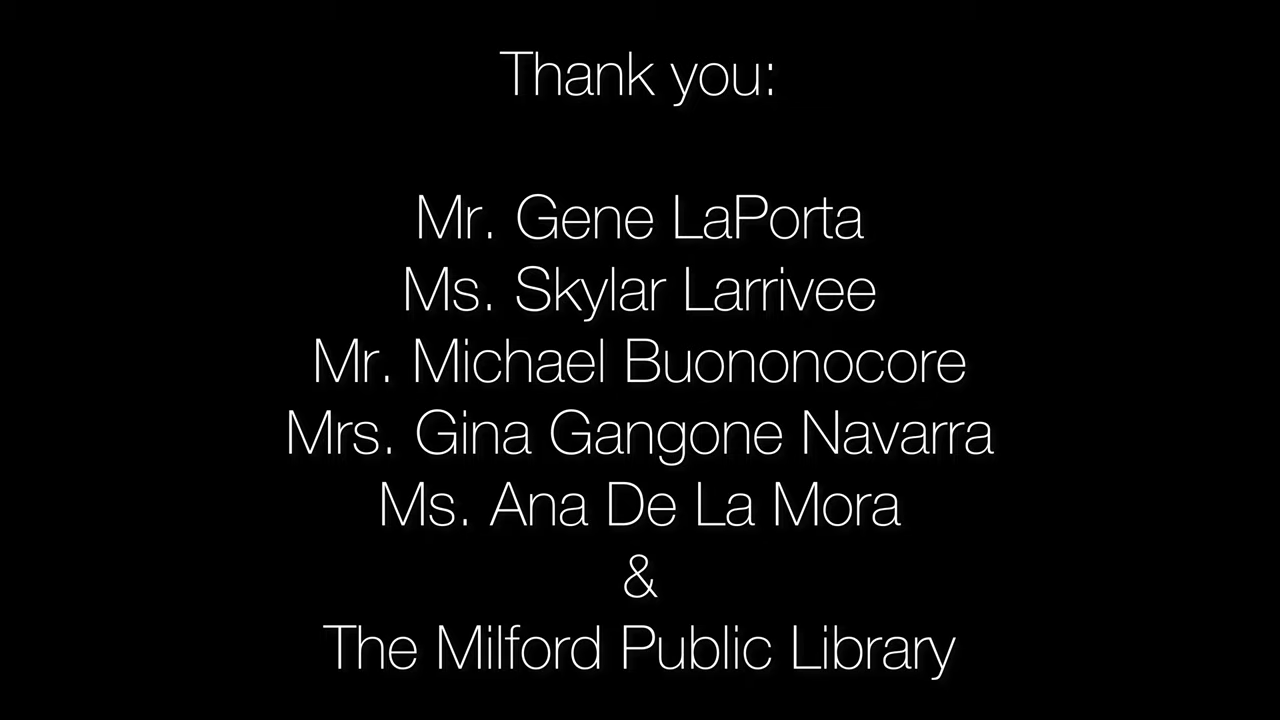 Thank you:
Mr. Gene LaPorta
Ms. Skylar Larrivee
Mr. Michael Buononocore
Mrs. Gina Gangone Navarra
Ms. Ana De La Mora
&
The Milford Public Library